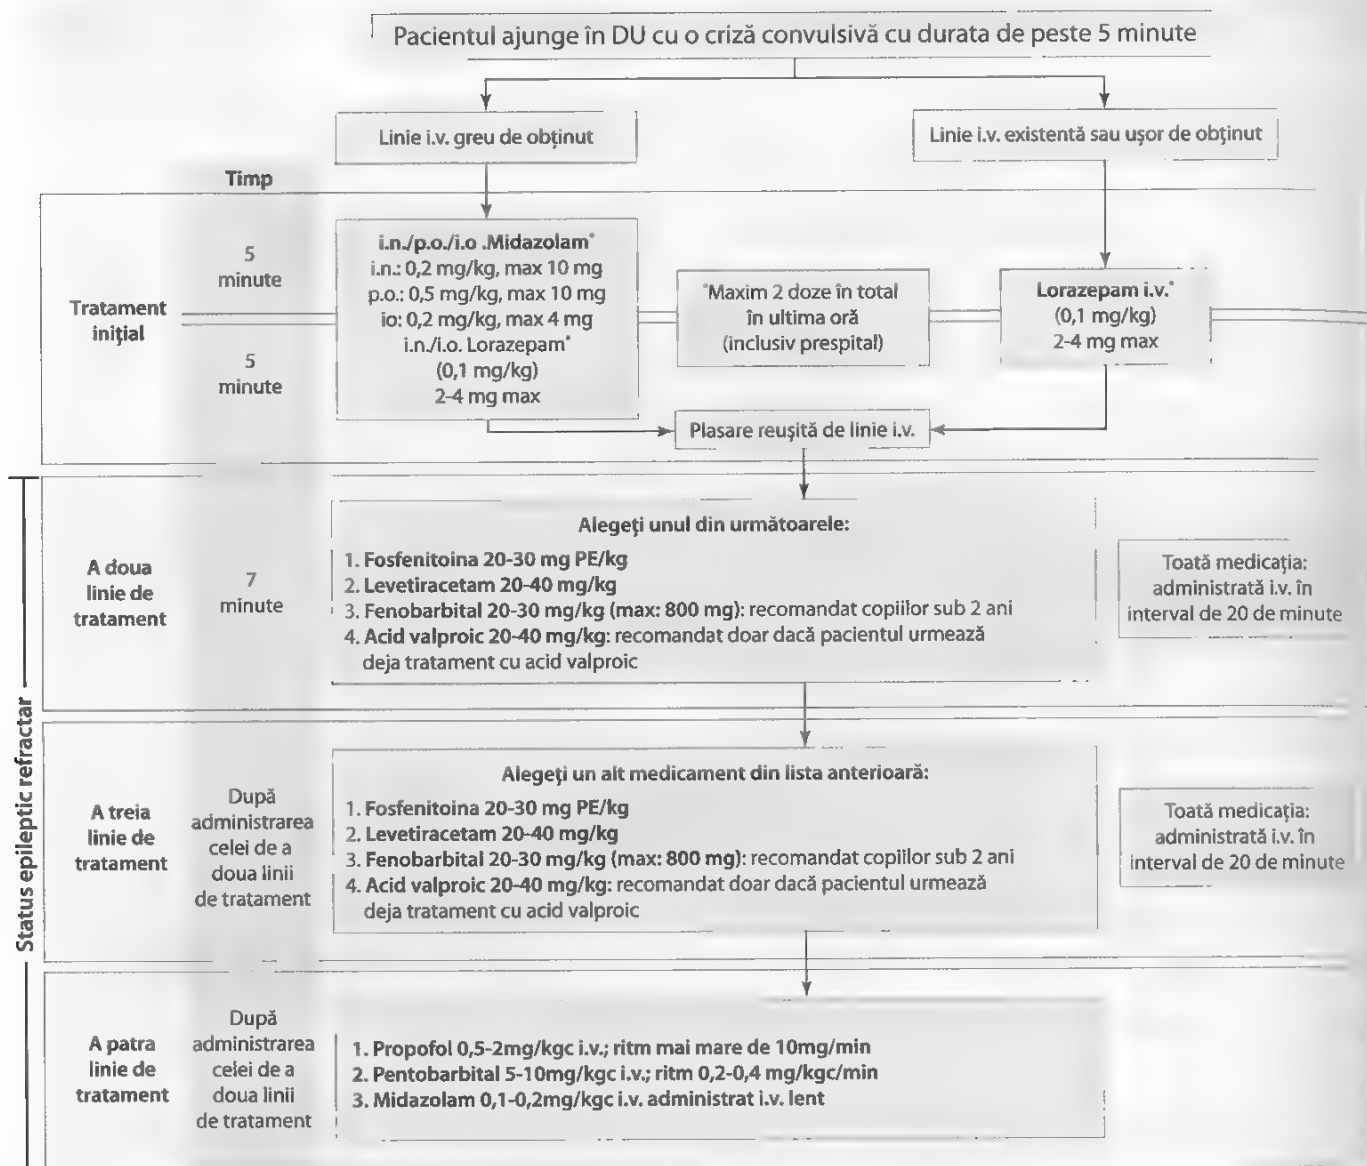 Pacientul ajunge în DU cu o criză convulsivă cu durata de peste 5 minute
Linie i.v. greu de obținut
Linie i.v. existentă sau ușor de obținut
Timp
Tratament
inițial
5
minute
5
minute
i.n./p.o./i.o .Midazolam*
i.n.: 0,2 mg/kg, max 10 mg
p.o.: 0,5 mg/kg, max 10 mg
io: 0,2 mg/kg, max 4 mg
i.n./i.o. Lorazepam*
(0,1 mg/kg)
2-4 mg max
*Maxim 2 doze în total
în ultima oră
(inclusiv prespital)
Lorazepam i.v.*
(0,1 mg/kg)
2-4 mg max
Plasare reușită de linie i.v.
Status epileptic refractar
A doua
linie de
tratament
7
minute
Alegeți unul din următoarele:
1. Fosfenitoina 20-30 mg PE/kg
2. Levetiracetam 20-40 mg/kg
3. Fenobarbital 20-30 mg/kg (max: 800 mg): recomandat copiilor sub 2 ani
4. Acid valproic 20-40 mg/kg: recomandat doar dacă pacientul urmează
deja tratament cu acid valproic
Toată medicația:
administrată i.v. în
interval de 20 de minute
A treia
linie de
tratament
După
administrarea
celei de a
doua linii
de tratament
Alegeți un alt medicament din lista anterioară:
1. Fosfenitoina 20-30 mg PE/kg
2. Levetiracetam 20-40 mg/kg
3. Fenobarbital 20-30 mg/kg (max: 800 mg): recomandat copiilor sub 2 ani
4. Acid valproic 20-40 mg/kg: recomandat doar dacă pacientul urmează
deja tratament cu acid valproic
Toată medicația:
administrată i.v. în
interval de 20 de minute
A patra
linie de
tratament
După
administrarea
celei de a
doua linii
de tratament
1. Propofol 0,5-2mg/kgc i.v.; ritm mai mare de 10mg/min
2. Pentobarbital 5-10mg/kgc i.v.; ritm 0,2-0,4 mg/kgc/min
3. Midazolam 0,1-0,2mg/kgc i.v. administrat i.v. lent